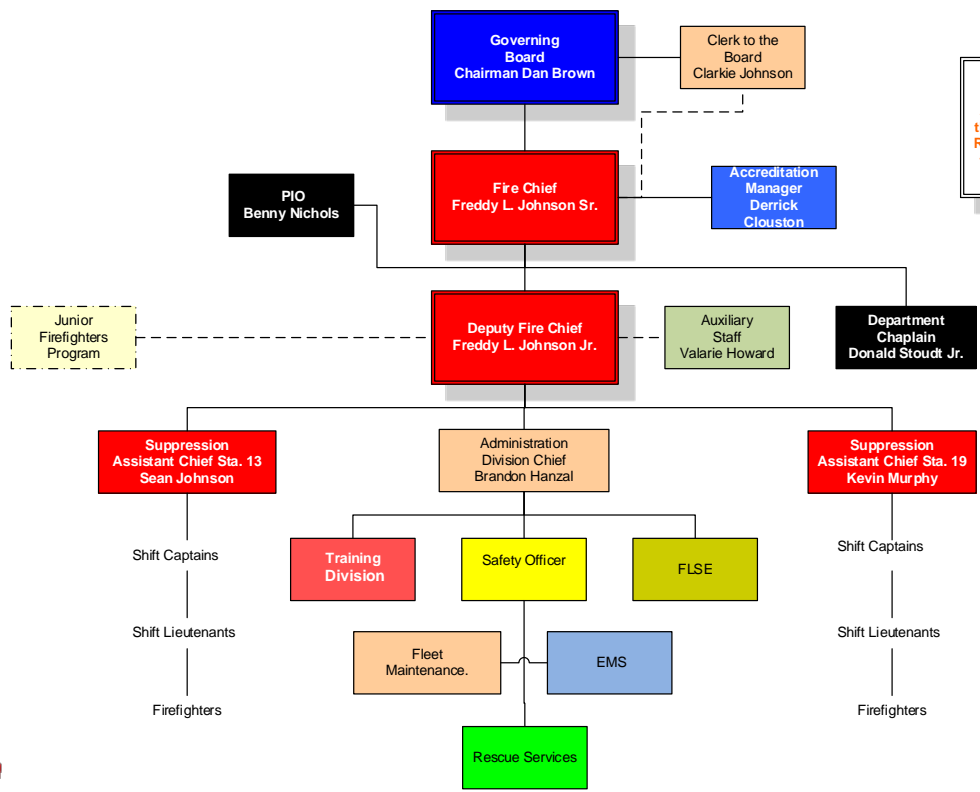 Governing
Board
Chairman Dan Brown
Clerk to the
Board
Clarkie Johnson
Fire Chief
Freddy L. Johnson Sr.
Accreditation
Manager
Derrick
Clouston
PIO
Benny Nichols
Junior
Firefighters
Program
Deputy Fire Chief
Freddy L. Johnson Jr.
Auxiliary
Staff
Valarie Howard
Department
Chaplain
Donald Stoudt Jr.
Suppression
Assistant Chief Sta. 13
Sean Johnson
Administration
Division Chief
Brandon Hanzal
Suppression
Assistant Chief Sta. 19
Kevin Murphy
Shift Captains
Shift Lieutenants
Firefighters
Training
Division
Safety Officer
FLSE
Fleet
Maintenance.
EMS
Rescue Services
Shift Captains
Shift Lieutenants
Firefighters